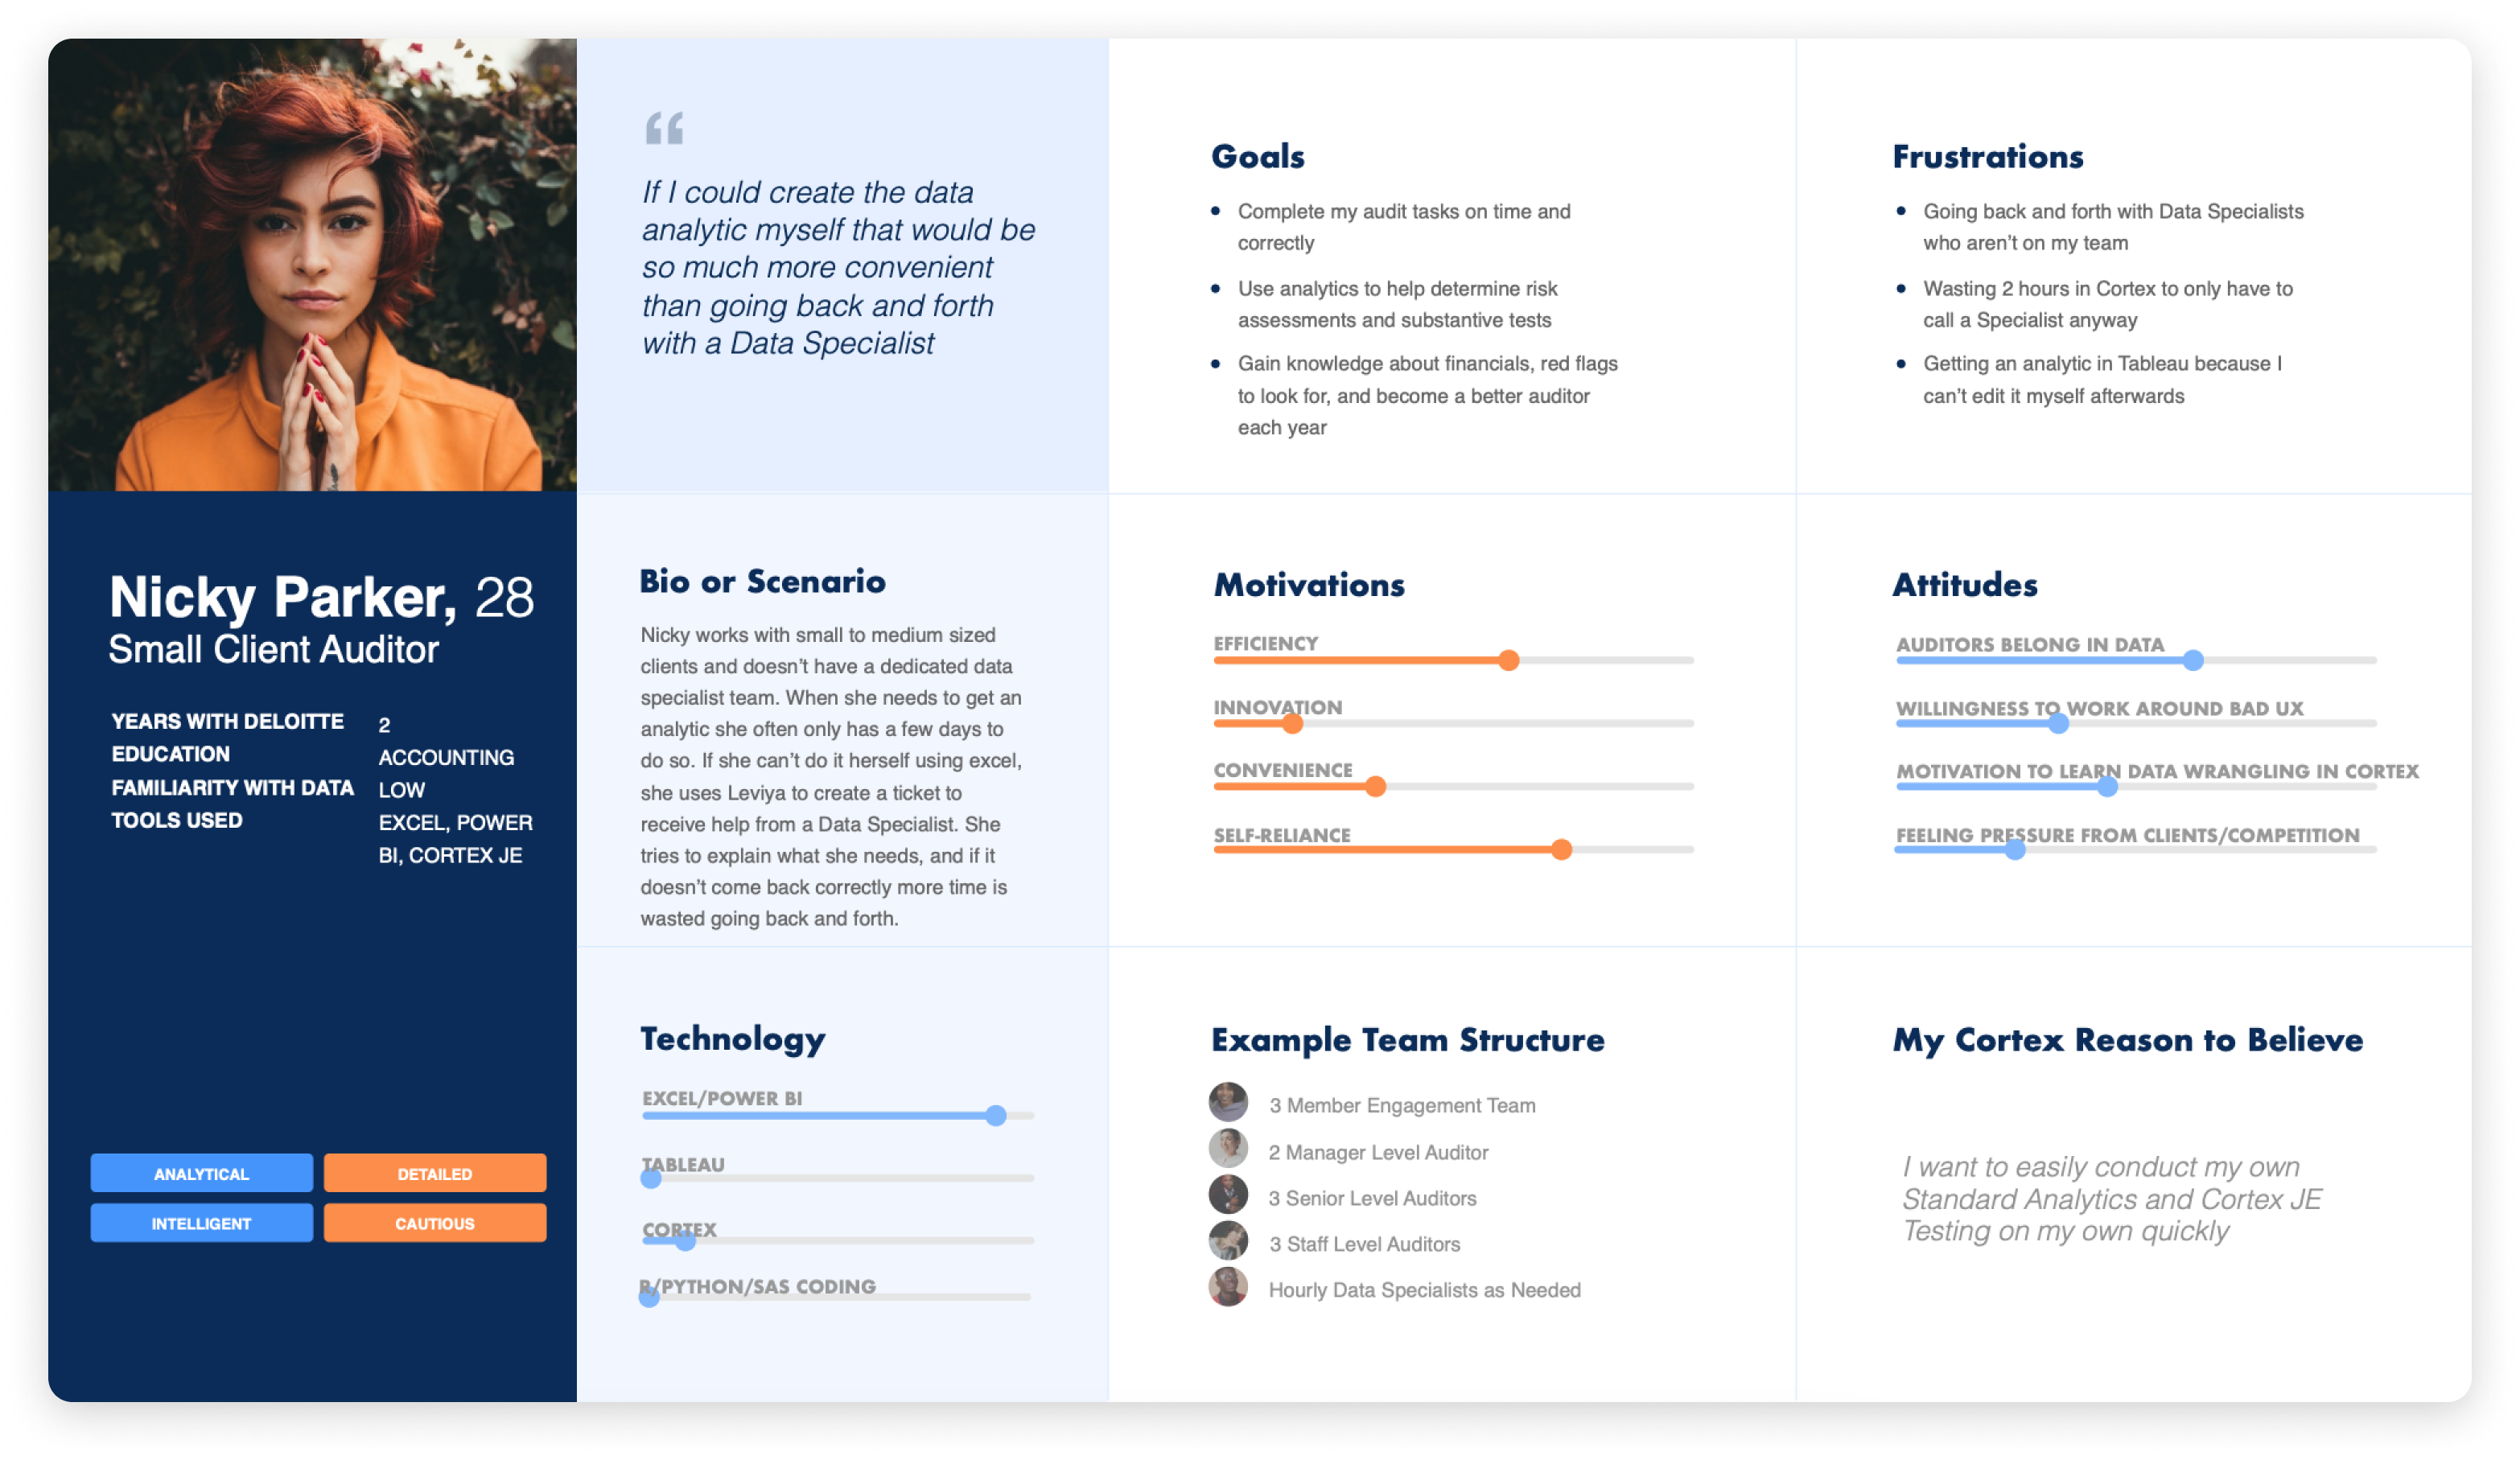 “
If I could create the data
analytic myself that would be
so much more convenient
than going back and forth
with a Data Specialist
Goals
• Complete my audit tasks on time and
correctly
• Use analytics to help determine risk
assessments and substantive tests
• Gain knowledge about financials, red flags
to look for, and become a better auditor
each year
Frustrations
• Going back and forth with Data Specialists
who aren’t on my team
• Wasting 2 hours in Cortex to only have to
call a Specialist anyway
• Getting an analytic in Tableau because I
can’t edit it myself afterwards
Nicky Parker, 28
Small Client Auditor
YEARS WITH DELOITTE 2
EDUCATION ACCOUNTING
FAMILIARITY WITH DATA LOW
TOOLS USED EXCEL, POWER
BI, CORTEX JE
ANALYTICAL DETAILED
INTELLIGENT CAUTIOUS
Bio or Scenario
Nicky works with small to medium sized
clients and doesn’t have a dedicated data
specialist team. When she needs to get an
analytic she often only has a few days to
do so. If she can’t do it herself using excel,
she uses Leviya to create a ticket to
receive help from a Data Specialist. She
tries to explain what she needs, and if it
doesn’t come back correctly more time is
wasted going back and forth.
Motivations
EFFICIENCY
INNOVATION
CONVENIENCE
SELF-RELIANCE
Attitudes
AUDITORS BELONG IN DATA
WILLINGNESS TO WORK AROUND BAD UX
MOTIVATION TO LEARN DATA WRANGLING IN CORTEX
FEELING PRESSURE FROM CLIENTS/COMPETITION
Technology
EXCEL/POWER BI
TABLEAU
CORTEX
R/PYTHON/SAS CODING
Example Team Structure
3 Member Engagement Team
2 Manager Level Auditor
3 Senior Level Auditors
3 Staff Level Auditors
Hourly Data Specialists as Needed
My Cortex Reason to Believe
I want to easily conduct my own
Standard Analytics and Cortex JE
Testing on my own quickly